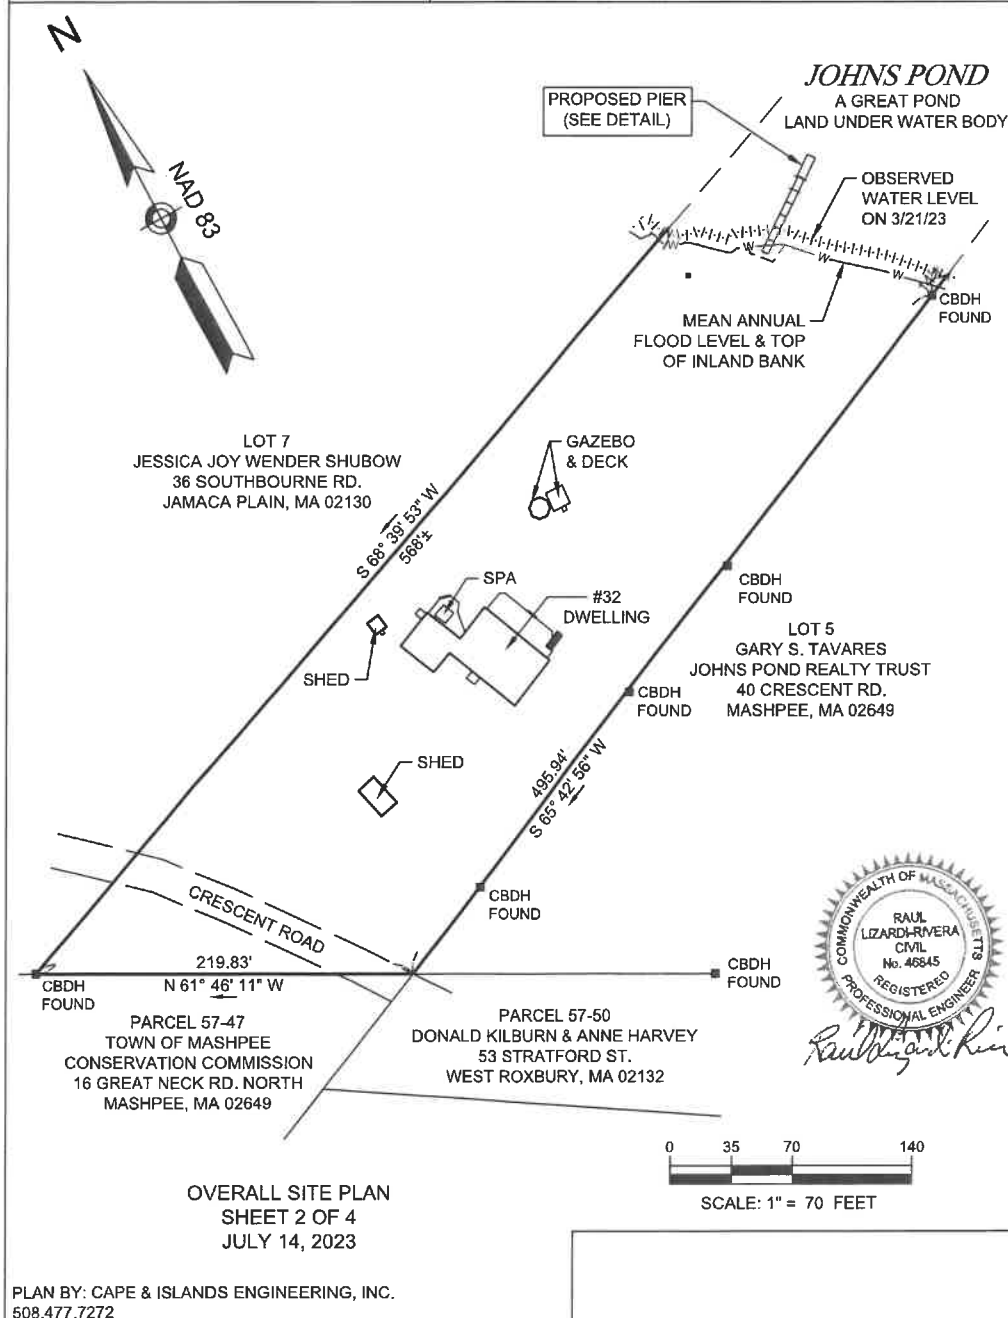 N
NAD 83
JOHNS POND
A GREAT POND
LAND UNDER WATER BODY
PROPOSED PIER
(SEE DETAIL)
OBSERVED
WATER LEVEL
ON 3/21/23
W
W
W
W
CBDH
FOUND
MEAN ANNUAL
FLOOD LEVEL & TOP
OF INLAND BANK
LOT 7
JESSICA JOY WENDER SHUBOW
36 SOUTHBOURNE RD.
JAMACA PLAIN, MA 02130
GAZEBO
& DECK
S 68° 39' 53" W
568'±
SPA
#32
DWELLING
CBDH
FOUND
LOT 5
GARY S. TAVARES
JOHNS POND REALTY TRUST
40 CRESCENT RD.
MASHPEE, MA 02649
SHED
CBDH
FOUND
SHED
495.94'
S 65° 42' 56" W
CRESCENT ROAD
CBDH
FOUND
COMMONWEALTH OF MASSACHUSETTS
RAUL
LIZARDI-RIVERA
CIVIL
No. 46845
REGISTERED
PROFESSIONAL ENGINEER
219.83'
N 61° 46' 11" W
CBDH
FOUND
CBDH
FOUND
PARCEL 57-47
TOWN OF MASHPEE
CONSERVATION COMMISSION
16 GREAT NECK RD. NORTH
MASHPEE, MA 02649
PARCEL 57-50
DONALD KILBURN & ANNE HARVEY
53 STRATFORD ST.
WEST ROXBURY, MA 02132
0 35 70 140
SCALE: 1" = 70 FEET
OVERALL SITE PLAN
SHEET 2 OF 4
JULY 14, 2023
PLAN BY: CAPE & ISLANDS ENGINEERING, INC.
508.477.7272